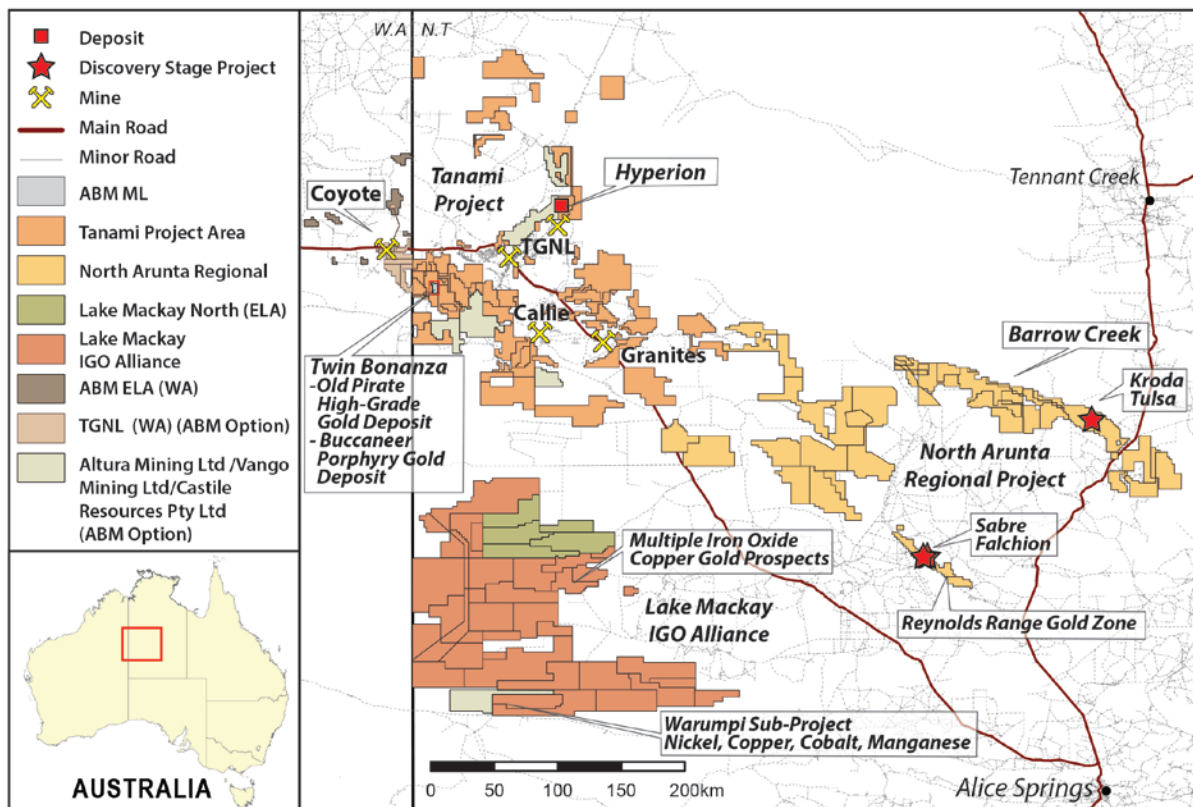 Deposit
Discovery Stage Project
Mine
Main Road
Minor Road
ABM ML
Tanami Project Area
North Arunta Regional
Lake Mackay North (ELA)
Lake Mackay
IGO Alliance
ABM ELA (WA)
TGNL (WA) (ABM Option)
Altura Mining Ltd /Vango
Mining Ltd/Castile
Resources Pty Ltd
(ABM Option)
AUSTRALIA
W.A N.T
Tanami
Project
Hyperion
Coyote
TGNL
Tennant Creek
Callie
Granites
Twin Bonanza
-Old Pirate
High-Grade
Gold Deposit
- Buccaneer
Porphyry Gold
Deposit
Barrow Creek
Kroda
Tulsa
North Arunta
Regional Project
Sabre
Falchion
Reynolds Range Gold Zone
Multiple Iron Oxide
Copper Gold Prospects
Lake Mackay
IGO Alliance
Warumpi Sub-Project
Nickel, Copper, Cobalt, Manganese
0 50 100 200km
Alice Springs